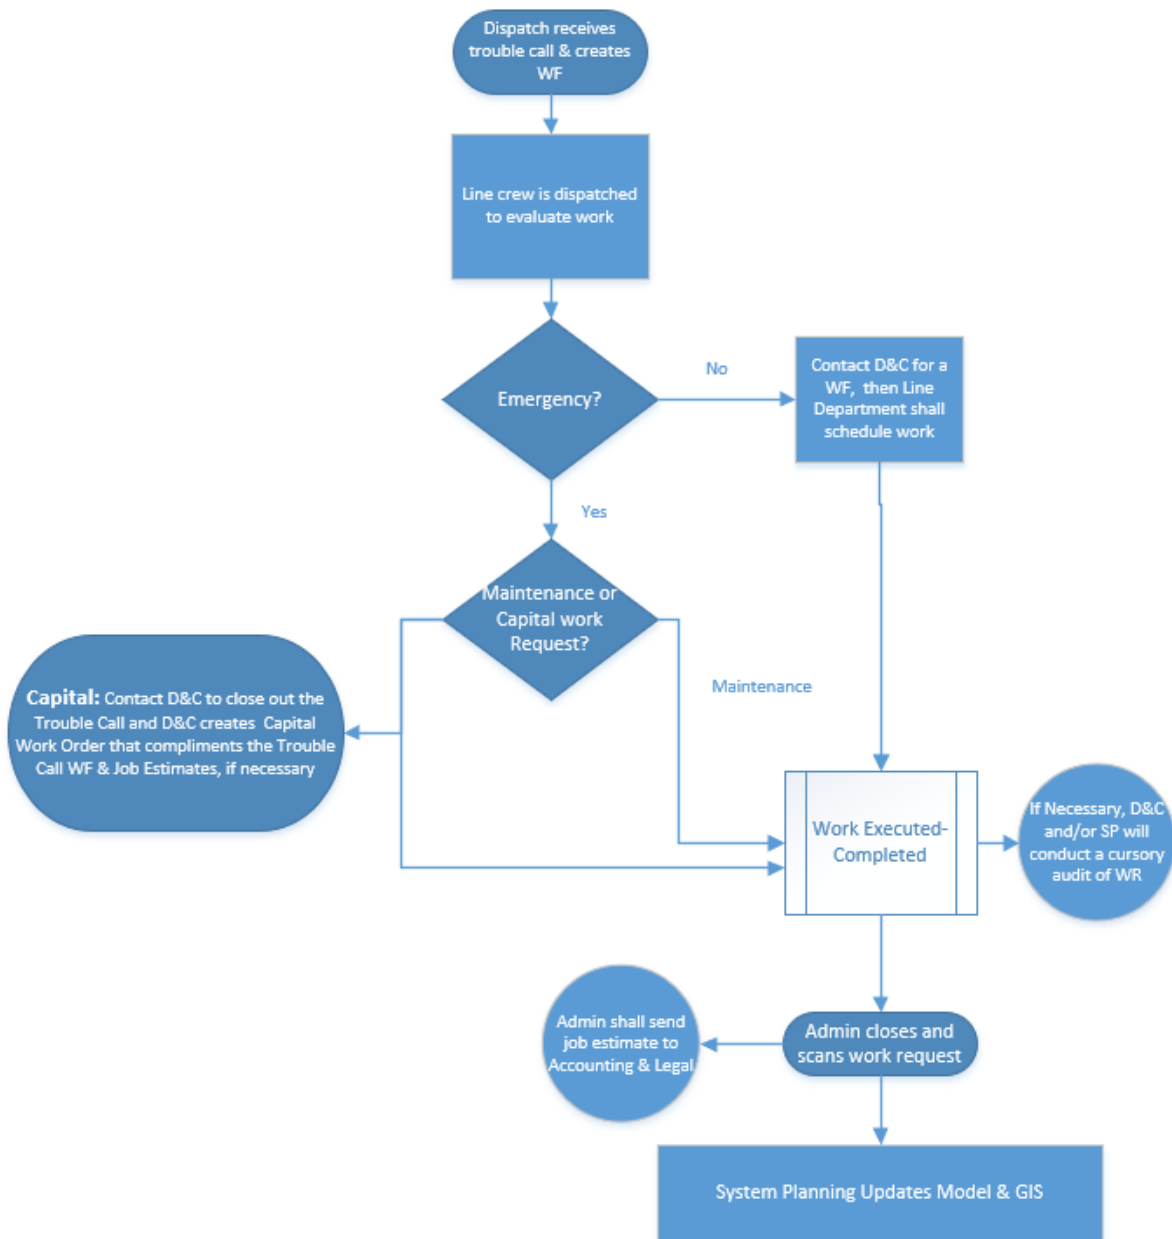 Dispatch receives
trouble call & creates
WF
Line crew is dispatched
to evaluate work
Emergency?
No
Contact D&C for a
WF, then Line
Department shall
schedule work
Yes
Maintenance or
Capital work
Request?
Maintenance
Capital: Contact D&C to close out the
Trouble Call and D&C creates Capital
Work Order that compliments the Trouble
Call WF & Job Estimates, if necessary
Work Executed-
Completed
If Necessary, D&C
and/or SP will
conduct a cursory
audit of WR
Admin shall send
job estimate to
Accounting & Legal
Admin closes and
scans work request
System Planning Updates Model & GIS